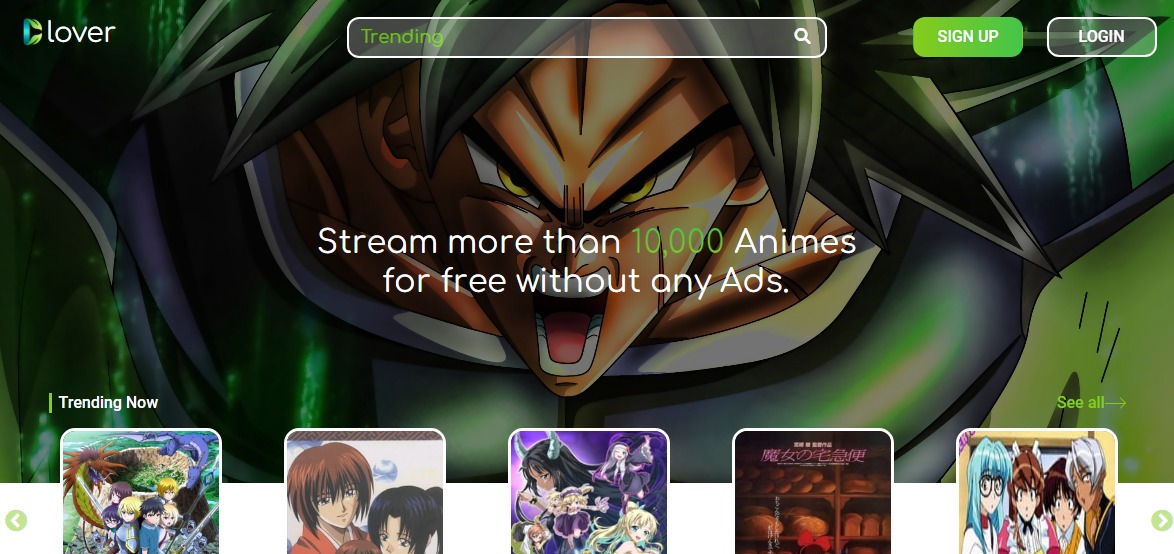 lover
Trending
SIGN UP
LOGIN
Stream more than 10,000 Animes
for free without any Ads.
Trending Now
See all
魔女の宅急便